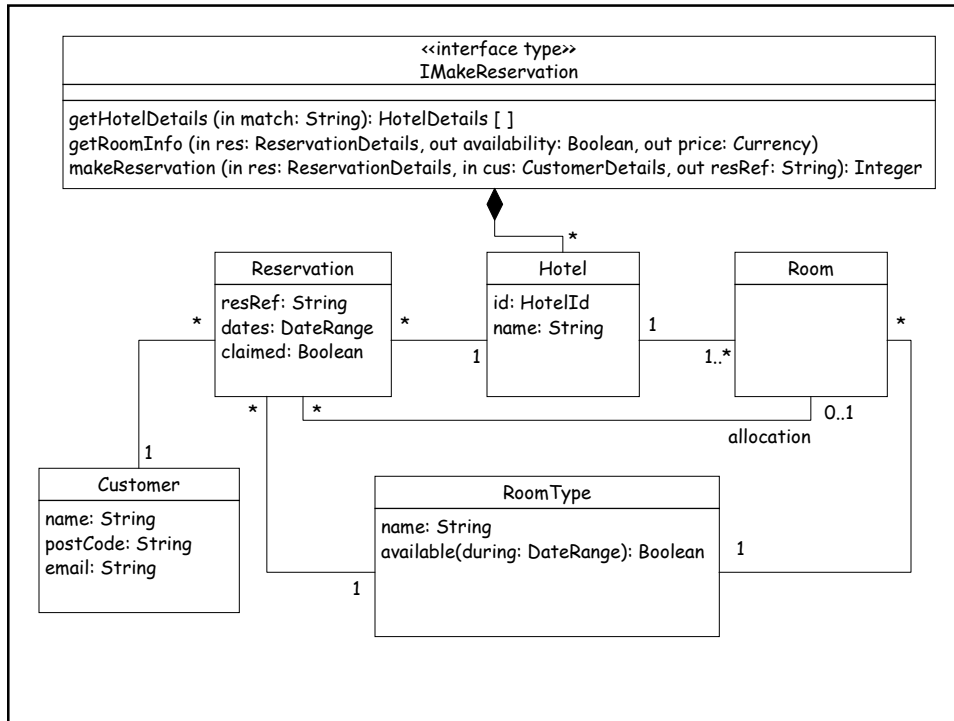 <<interface type>>
IMakeReservation
getHotelDetails (in match: String): HotelDetails [ ]
getRoomInfo (in res: ReservationDetails, out availability: Boolean, out price: Currency)
makeReservation (in res: ReservationDetails, in cus: CustomerDetails, out resRef: String): Integer
*
Reservation
resRef: String
dates: DateRange
claimed: Boolean
Hotel
id: HotelId
name: String
Room
*
*
1
1
1..*
*
*
*
0..1
allocation
1
Customer
name: String
postCode: String
email: String
RoomType
name: String
available(during: DateRange): Boolean
1
1